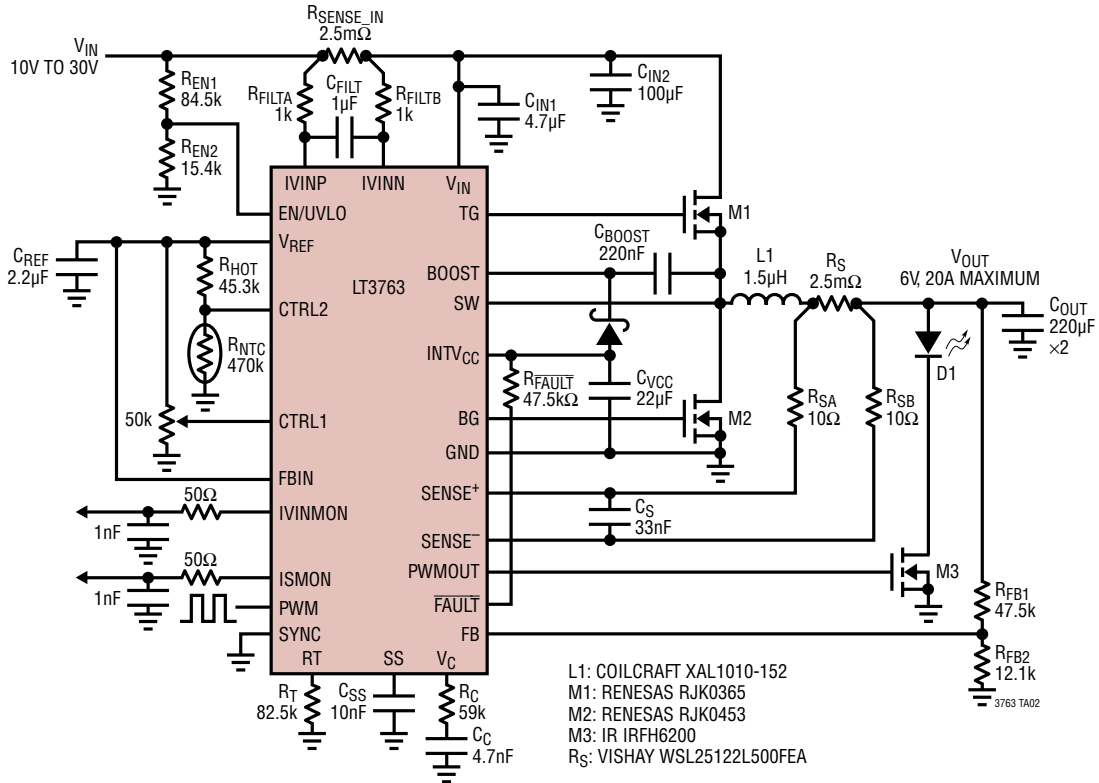 RSENSE_IN
2.5mΩ
VIN
10V TO 30V
REN1
84.5k
RFILTA
1k
CFILT
1µF
RFILTB
1k
CIN1
4.7µF
CIN2
100µF
REN2
15.4k
IVINP
IVINN
VIN
EN/UVLO
TG
M1
CREF
2.2µF
VREF
RHOT
45.3k
LT3763
BOOST
CBOOST
220nF
L1
1.5µH
RS
2.5mΩ
VOUT
6V, 20A MAXIMUM
CTRL2
SW
COUT
220µF
×2
RNTC
470k
INTVCC
D1
RFAULT
47.5kΩ
CVCC
22µF
RSA
10Ω
RSB
10Ω
50k
CTRL1
BG
M2
GND
FBIN
SENSE+
50Ω
IVINMON
CS
33nF
1nF
SENSE–
50Ω
ISMON
PWMOUT
M3
1nF
PWM
FAULT
RFB1
47.5k
SYNC
FB
RT
SS
VC
RFB2
12.1k
RT
82.5k
CSS
10nF
RC
59k
CC
4.7nF
L1: COILCRAFT XAL1010-152
M1: RENESAS RJK0365
M2: RENESAS RJK0453
M3: IR IRFH6200
RS: VISHAY WSL25122L500FEA
3763 TA02